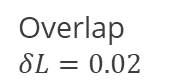 Overlap
𝛿𝐿 = 0.02